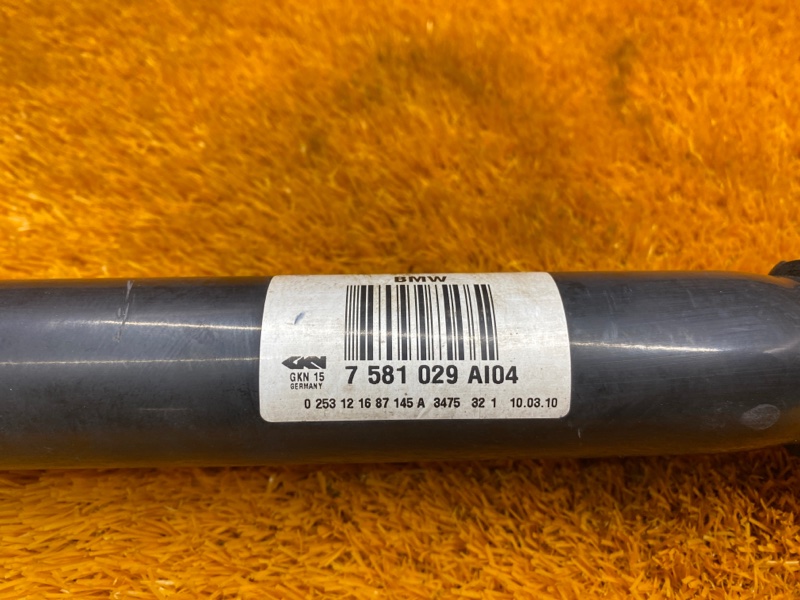 BMW
GKN
GKN 15
GERMANY
7 581 029 AI04
0 253 12 16 87 145 A 3475 32 1 10.03.10